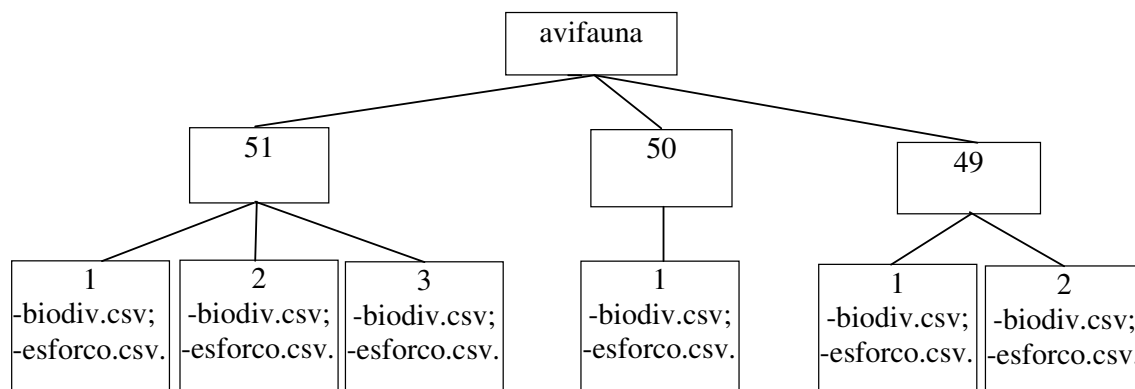 avifauna
51
50
49
1
-biodiv.csv;
-esforco.csv.
2
-biodiv.csv;
-esforco.csv.
3
-biodiv.csv;
-esforco.csv.
1
-biodiv.csv;
-esforco.csv.
1
-biodiv.csv;
-esforco.csv.
2
-biodiv.csv;
-esforco.csv.